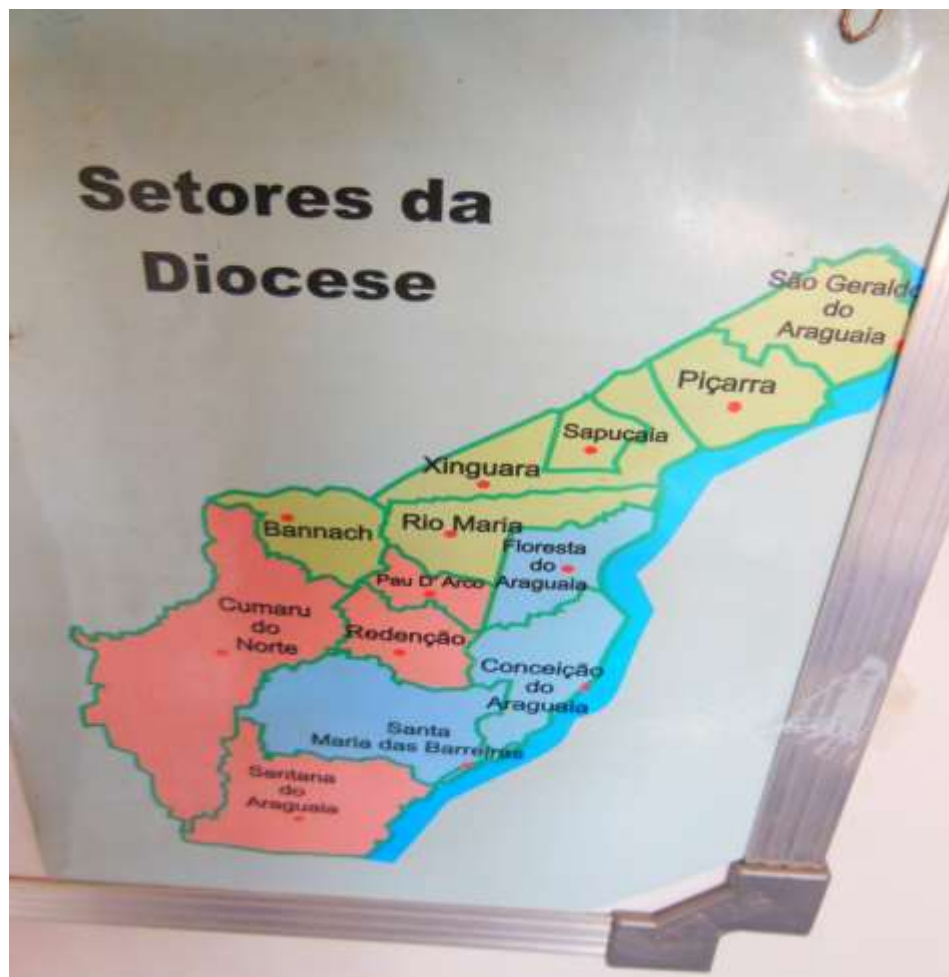 Setores da
Diocese
São Geraldo
do
Araguaia
Piçarra
Sapucaia
Xinguara
Bannach
Rio Maria
Floresta
do
Araguaia
Pau D' Arco
Cumaru
do
Norte
Redenção
Conceição
do
Araguaia
Santa
Maria das Barreiras
Santana
do
Araguaia